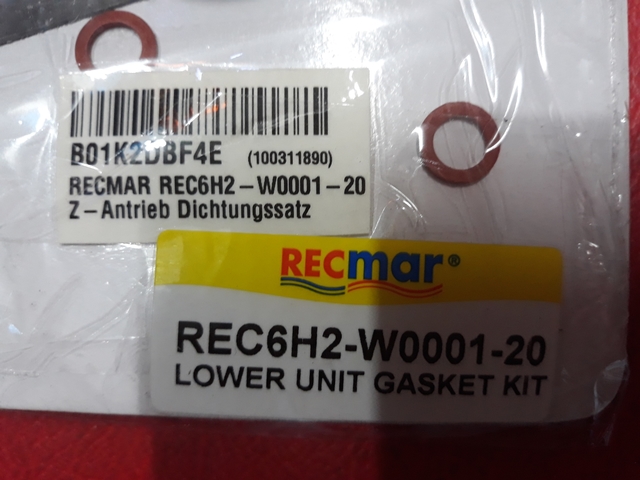 B01K2DBF4E (100311890)
RECMAR REC6H2-W0001-20
Z-Antrieb Dichtungssatz
RECmar®
REC6H2-W0001-20
LOWER UNIT GASKET KIT